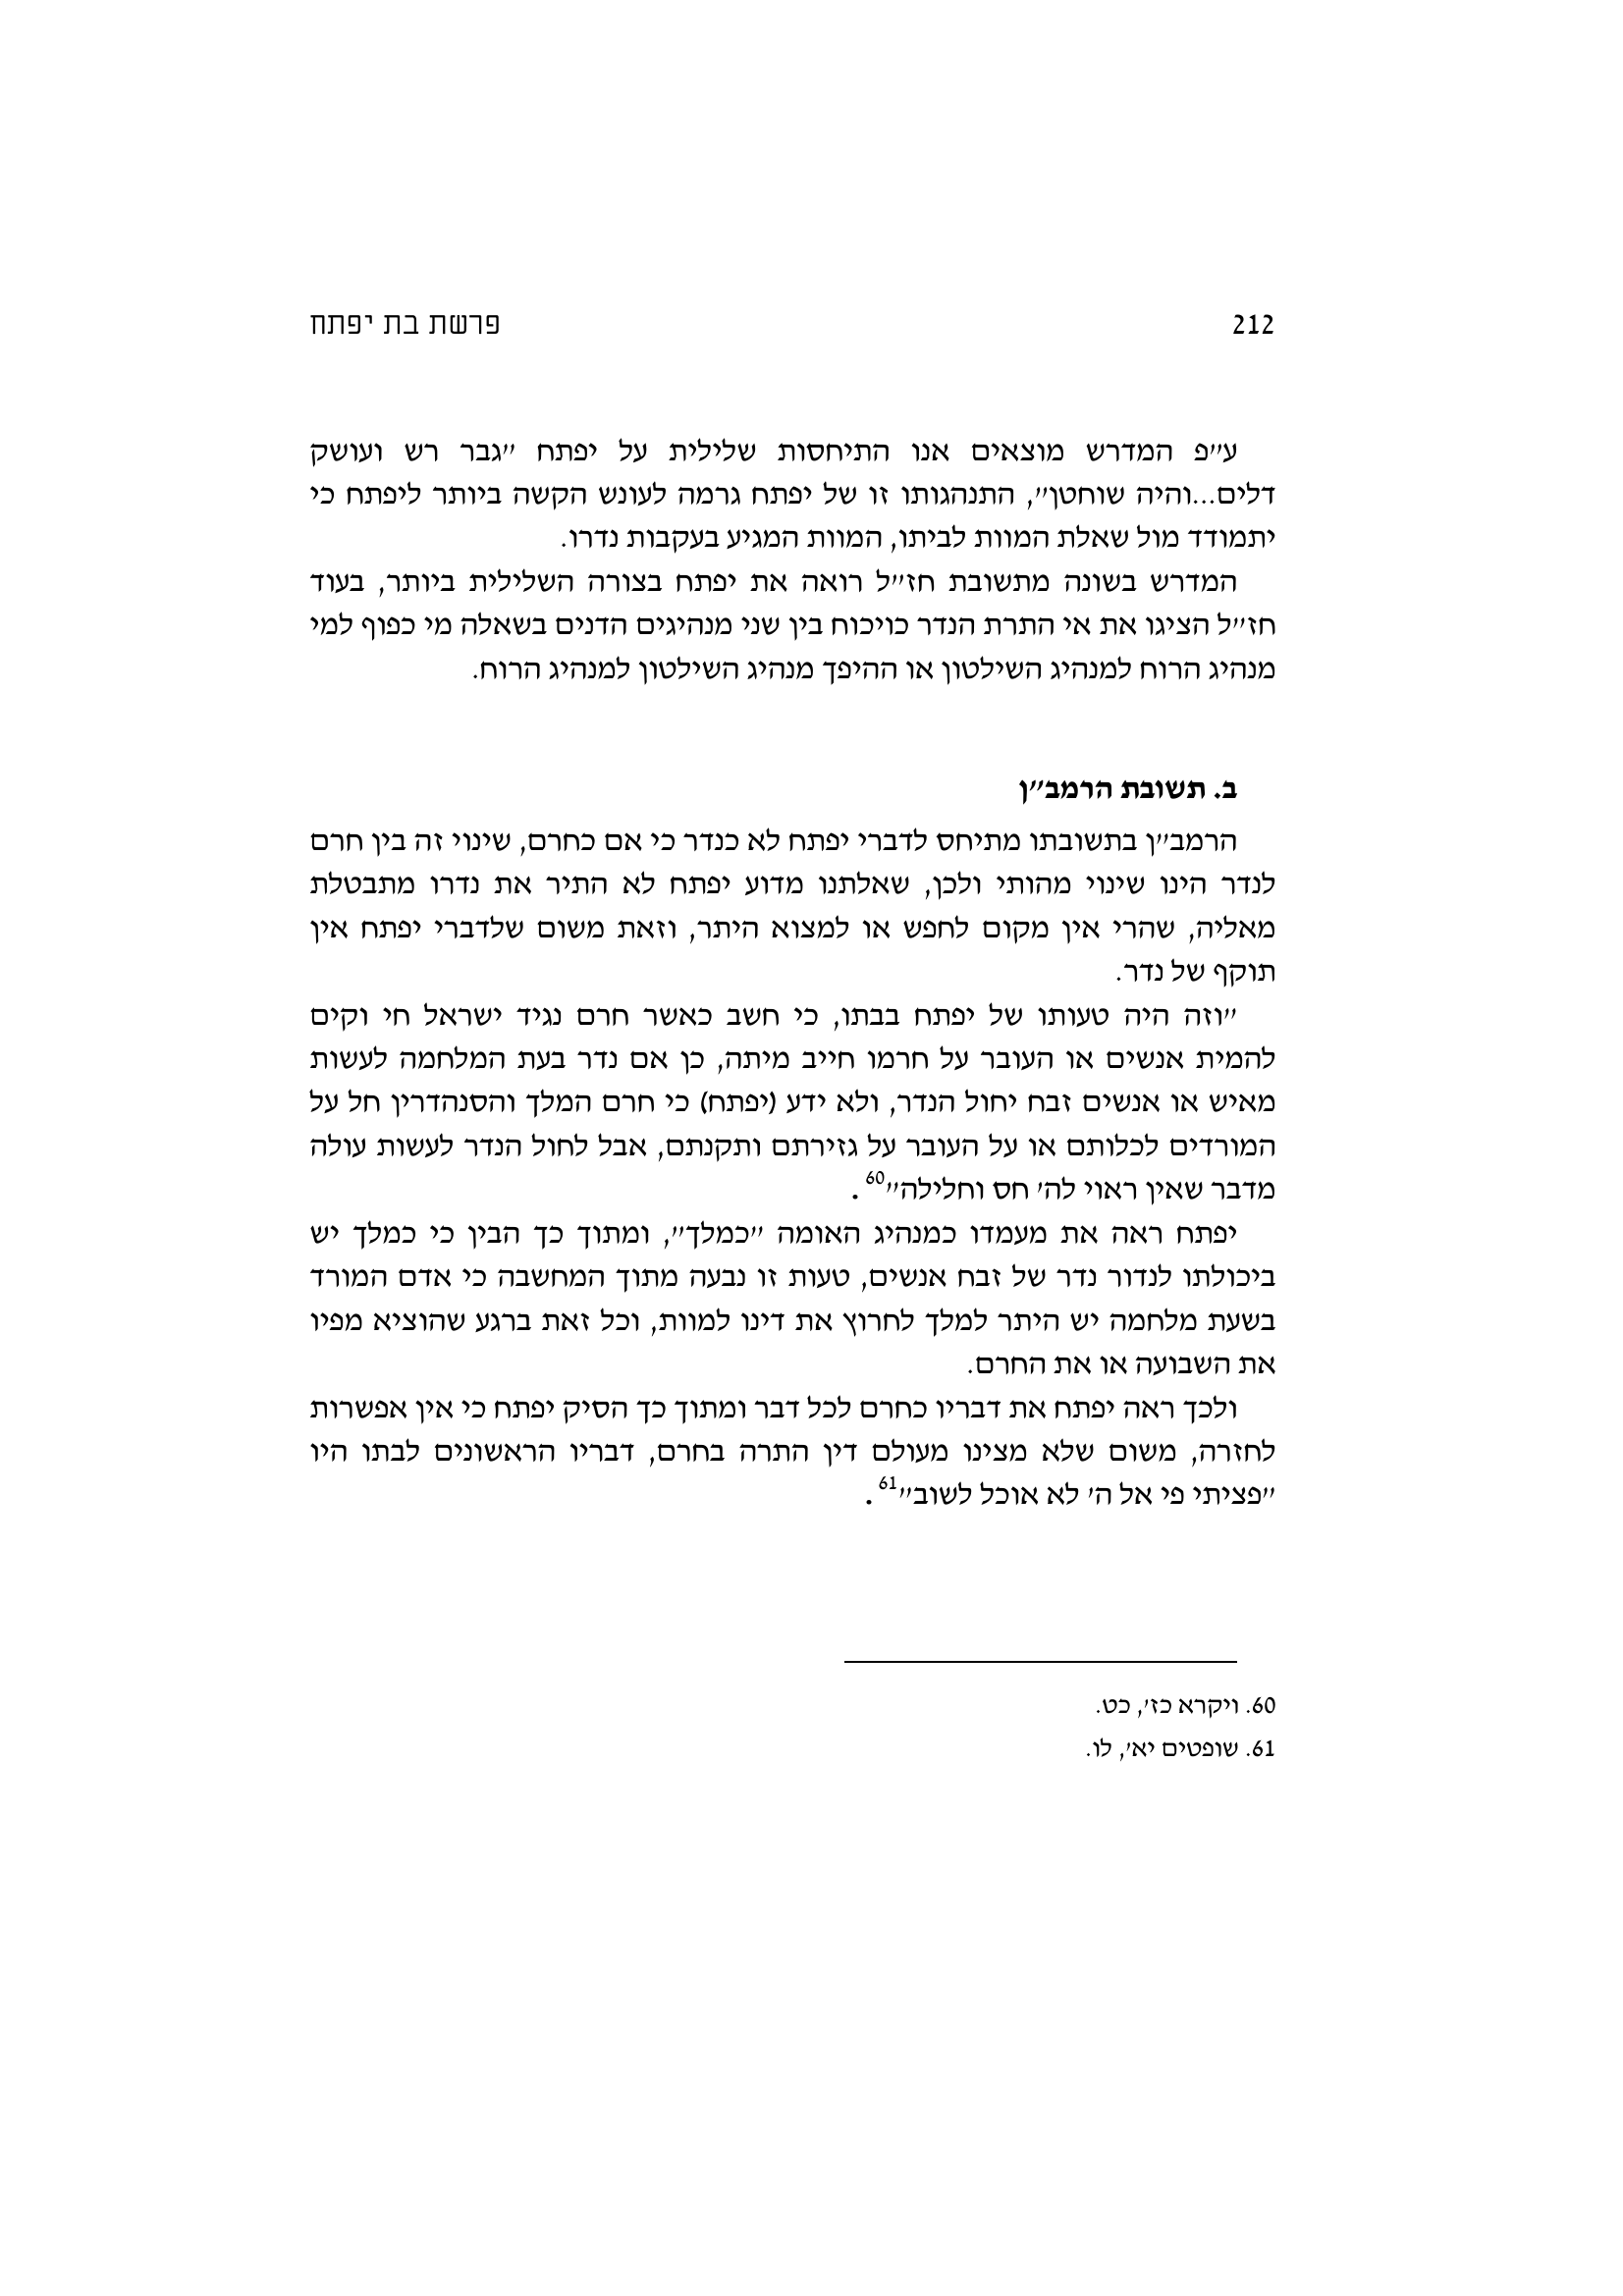 212 פרשת בת יפתח
ע״פ המדרש מוצאים אנו התיחסות שלילית על יפתח ״גבר רש ועושק
דלים...והיה שוחטן״, התנהגותו זו של יפתח גרמה לעונש הקשה ביותר ליפתח כי
יתמודד מול שאלת המוות לביתו, המוות המגיע בעקבות נדרו.
המדרש בשונה מתשובת חז״ל רואה את יפתח בצורה השלילית ביותר, בעוד
חז״ל הציגו את אי התרת הנדר כויכוח בין שני מנהיגים הדנים בשאלה מי כפוף למי
מנהיג הרוח למנהיג השילטון או ההיפך מנהיג השילטון למנהיג הרוח.
ב. תשובת הרמב״ן
הרמב״ן בתשובתו מתיחס לדברי יפתח לא כנדר כי אם כחרם, שינוי זה בין חרם
לנדר הינו שינוי מהותי ולכן, שאלתנו מדוע יפתח לא התיר את נדרו מתבטלת
מאליה, שהרי אין מקום לחפש או למצוא היתר, וזאת משום שלדברי יפתח אין
תוקף של נדר.
״וזה היה טעותו של יפתח בבתו, כי חשב כאשר חרם נגיד ישראל חי וקים
להמית אנשים או העובר על חרמו חייב מיתה, כן אם נדר בעת המלחמה לעשות
מאיש או אנשים זבח יחול הנדר, ולא ידע (יפתח) כי חרם המלך והסנהדרין חל על
המורדים לכלותם או על העובר על גזירתם ותקנתם, אבל לחול הנדר לעשות עולה
מדבר שאין ראוי לה׳ חס וחלילה״60.
יפתח ראה את מעמדו כמנהיג האומה ״כמלך״, ומתוך כך הבין כי כמלך יש
ביכולתו לנדור נדר של זבח אנשים, טעות זו נבעה מתוך המחשבה כי אדם המורד
בשעת מלחמה יש היתר למלך לחרוץ את דינו למוות, וכל זאת ברגע שהוציא מפיו
את השבועה או את החרם.
ולכך ראה יפתח את דבריו כחרם לכל דבר ומתוך כך הסיק יפתח כי אין אפשרות
לחזרה, משום שלא מצינו מעולם דין התרה בחרם, דבריו הראשונים לבתו היו
״פציתי פי אל ה׳ לא אוכל לשוב״61.
60. ויקרא כז׳, כט.
61. שופטים יא׳, לו.